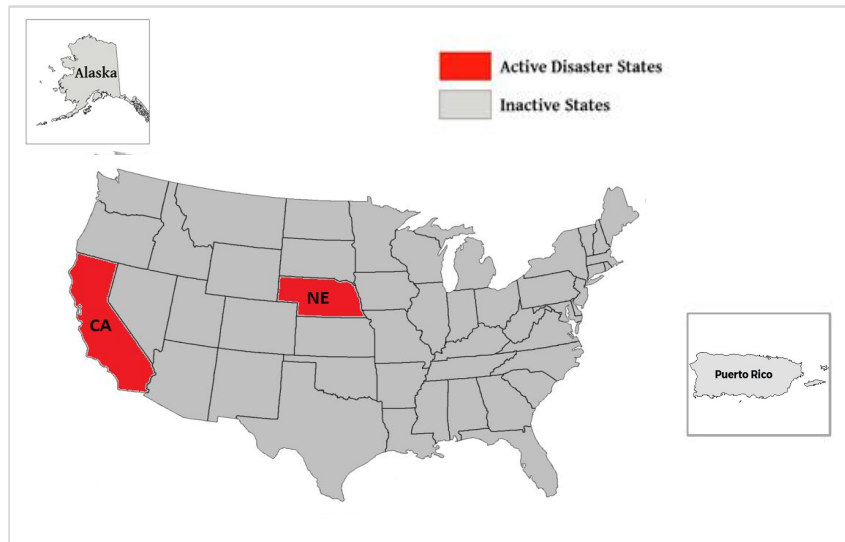 Alaska
Active Disaster States
Inactive States
NE
CA
Puerto Rico